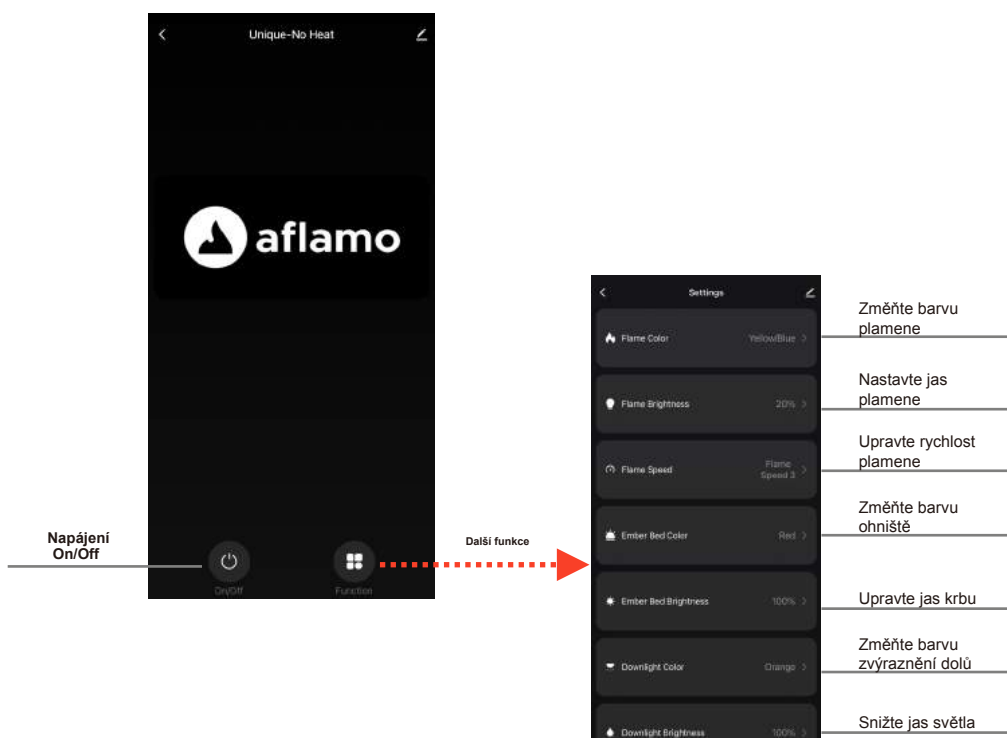 Unique-No Heat
aflamo
Napájení
On/Off
On/Off
Function
Další funkce
Settings
Flame Color
Yellow/Blue
Změňte barvu
plamene
Flame Brightness
20%
Nastavte jas
plamene
Flame Speed
Flame
Speed 3
Upravte rychlost
plamene
Ember Bed Color
Red
Změňte barvu
ohniště
Ember Bed Brightness
100%
Upravte jas krbu
Downlight Color
Orange
Změňte barvu
zvýraznění dolů
Downlight Brightness
100%
Snižte jas světla